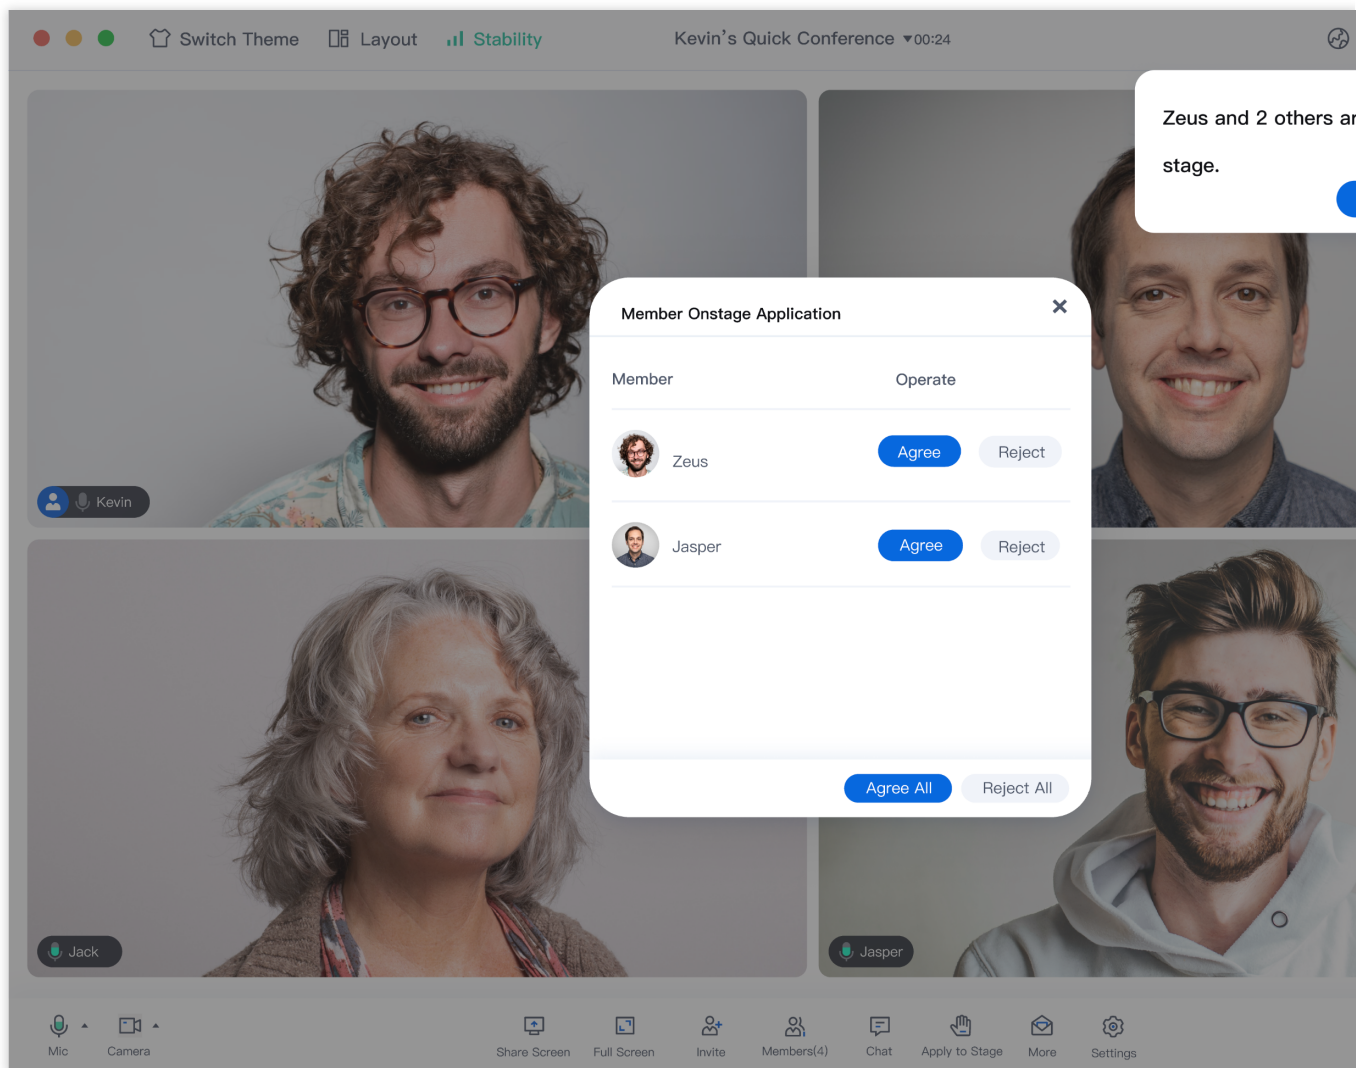 Switch Theme Layout Stability Kevin's Quick Conference 00:24
Zeus and 2 others
stage.
Member Onstage Application
Member Operate
Zeus Agree Reject
Jasper Agree Reject
Agree All Reject All
Kevin
Jack
Jasper
Mic Camera Share Screen Full Screen Invite Members(4) Chat Apply to Stage More Settings